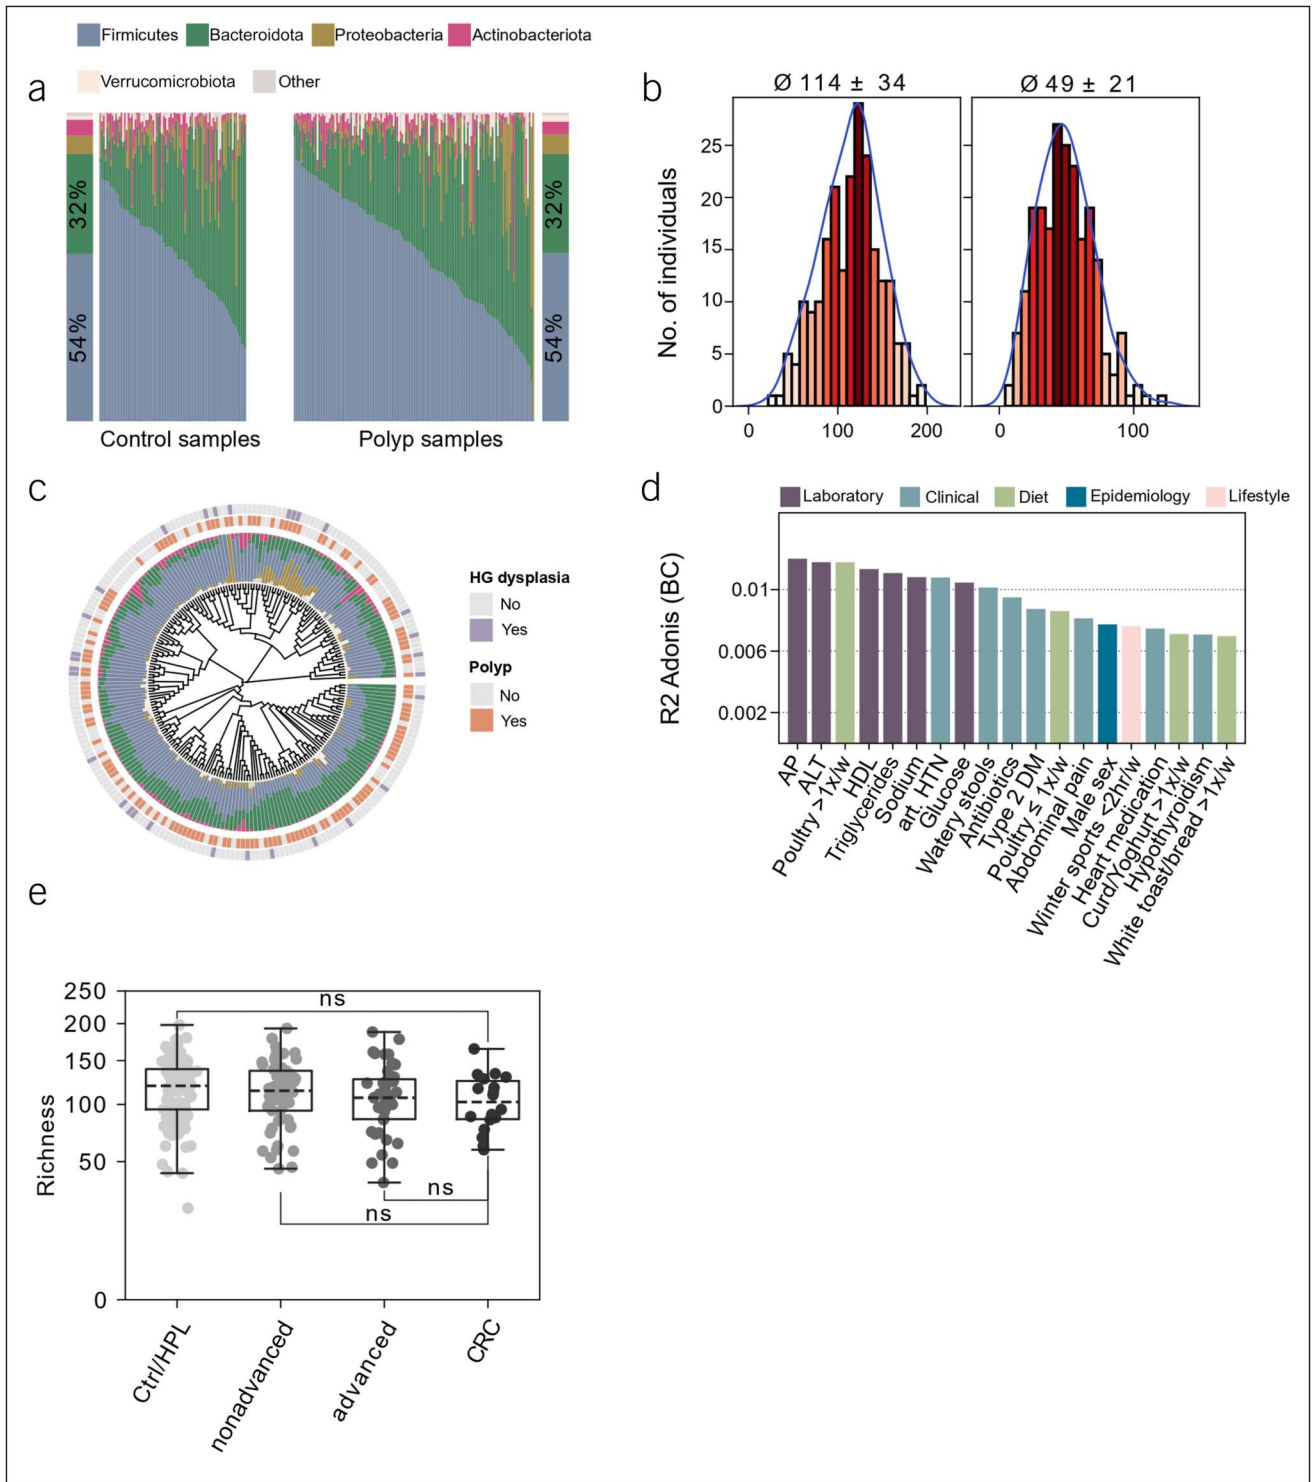 Firmicutes Bacteroidota Proteobacteria Actinobacteriota
Verrucomicrobiota Other
a
32%
54%
32%
54%
Control samples Polyp samples
b
Ø 114 ± 34 Ø 49 ± 21
No. of individuals
25
20
15
10
5
0
0 100 200 0 100
c
HG dysplasia
No
Yes
Polyp
No
Yes
d
Laboratory Clinical Diet Epidemiology Lifestyle
R2 Adonis (BC)
0.01
0.006
0.002
AP
ALT
Poultry >1x/w
HDL
Triglycerides
Sodium
art. HTN
Glucose
Watery stools
Antibiotics
Type 2 DM
Poultry ≤ 1x/w
Abdominal pain
Male sex
Winter sports <2hr/w
Heart medication
Curd/Yoghurt >1x/w
Hypothyroidism
White toast/bread >1x/w
e
Richness
250
200
150
100
50
0
ns
ns
ns
Ctrl/HPL
nonadvanced
advanced
CRC